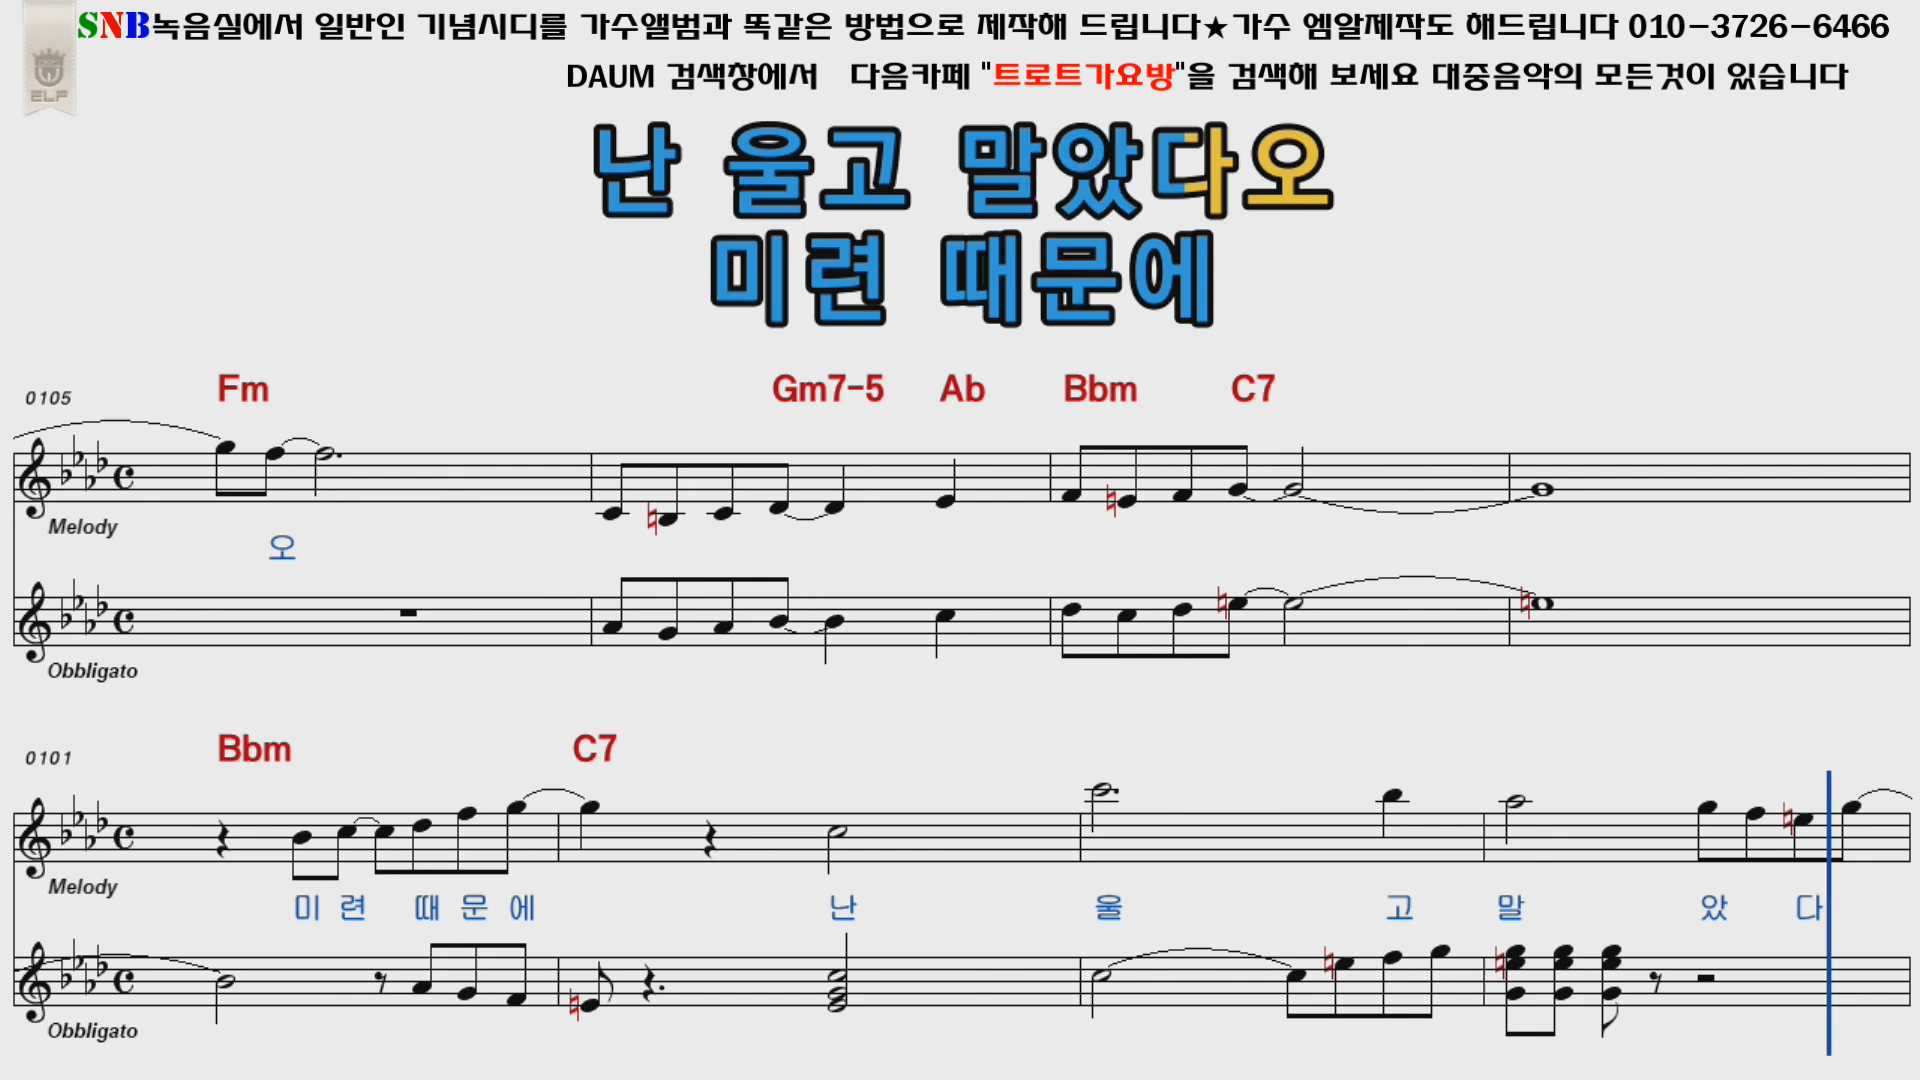 SNB녹음실에서 일반인 기념시디를 가수앨범과 똑같은 방법으로 제작해 드립니다★가수 엠알제작도 해드립니다 010-3726-6466
ELF
DAUM 검색창에서 다음카페 "트로트가요방"을 검색해 보세요 대중음악의 모든것이 있습니다
난 울고 말았다오
미련 때문에
0105 Fm Gm7-5 Ab Bbm C7
Melody
오
Obbligato
0101 Bbm C7
Melody
미 련 때 문 에 난 울 고 말 았 다
Obbligato